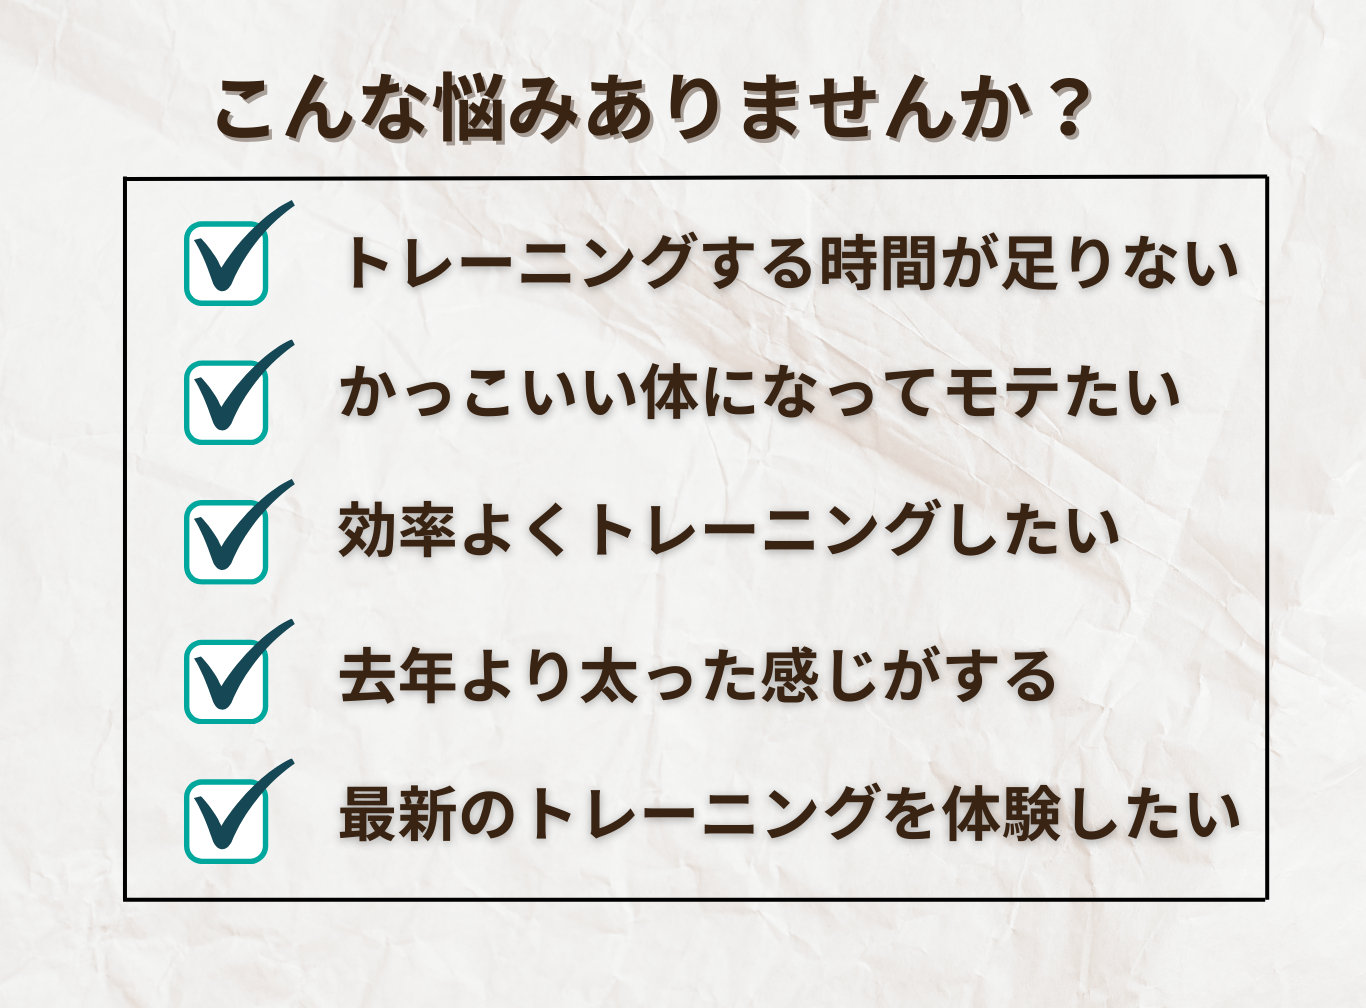 こんな悩みありませんか？
トレーニングする時間が足りない
かっこいい体になってモテたい
効率よくトレーニングしたい
去年より太った感じがする
最新のトレーニングを体験したい